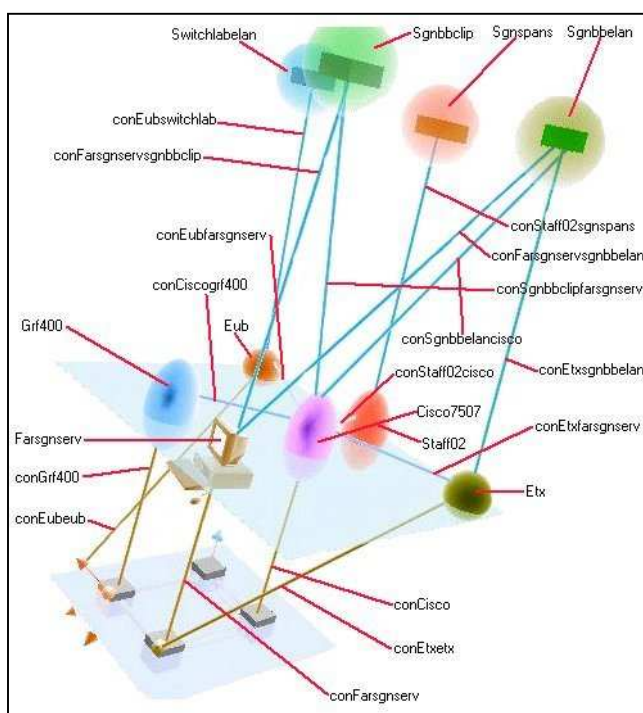 Switchlabelan
Sgnbbclip
Sgnspans
Sgnbbelan
conEubswitchlab
conFarsgnservsgnbbclip
conStaff02sgnspans
conEubfarsgnserv
conFarsgnservsgnbbelan
conCiscogrf400
conSgnbbclipfarsgnserv
Grf400
Eub
conSgnbbelancisco
conStaff02cisco
conEtxsgnbbelan
Cisco7507
Farsgnserv
Staff02
conEtxfarsgnserv
conGrf400
Etx
conEubeub
conCisco
conEtxetx
conFarsgnserv